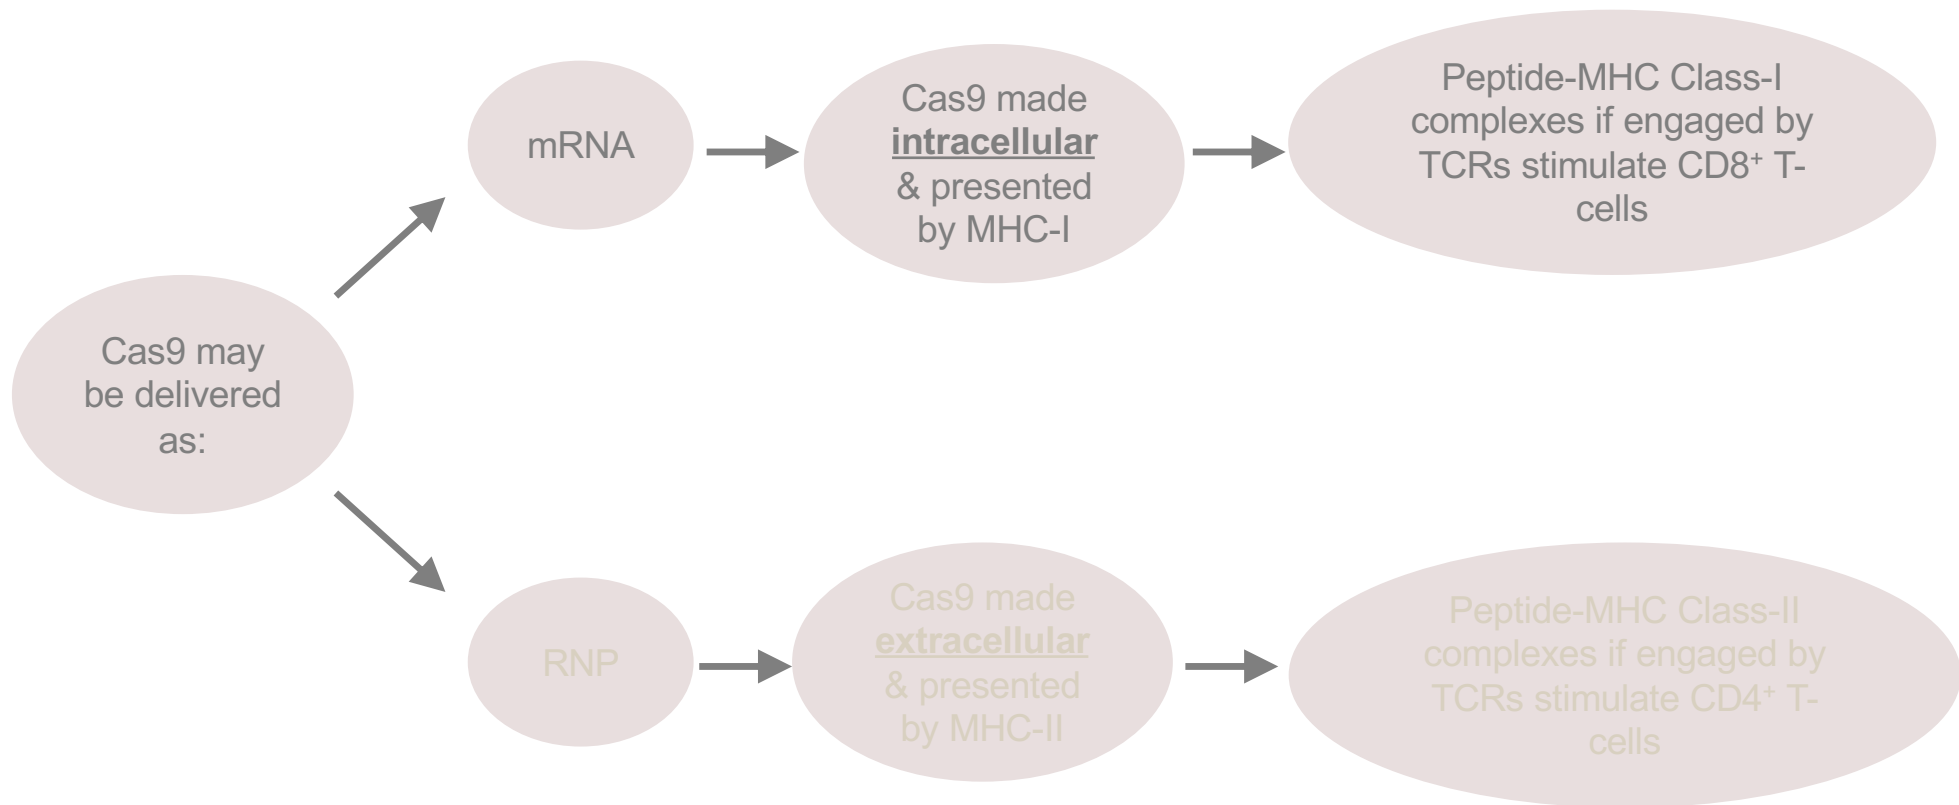 Cas9 may
be delivered
as:
mRNA
Cas9 made
intracellular
& presented
by MHC-I
Peptide-MHC Class-I
complexes if engaged by
TCRs stimulate CD8⁺ T-
cells
RNP
Cas9 made
extracellular
& presented
by MHC-II
Peptide-MHC Class-II
complexes if engaged by
TCRs stimulate CD4⁺ T-
cells